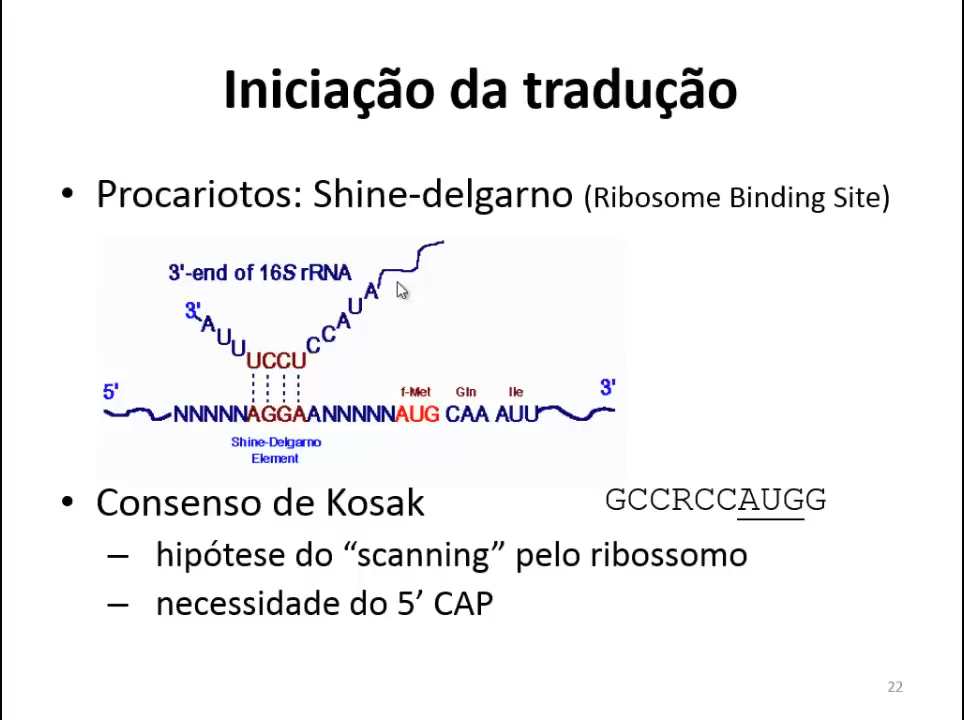 Iniciação da tradução
• Procariotos: Shine-delgarno (Ribosome Binding Site)
3'-end of 16S rRNA
3'
AUUUCCUCCAUA
5'
f-Met Gln Ile
3'
NNNNNAGGAANNNNNAUG CAA AUU
Shine-Delgarno
Element
• Consenso de Kosak
GCCRCCAUGG
– hipótese do “scanning” pelo ribossomo
– necessidade do 5’ CAP
22